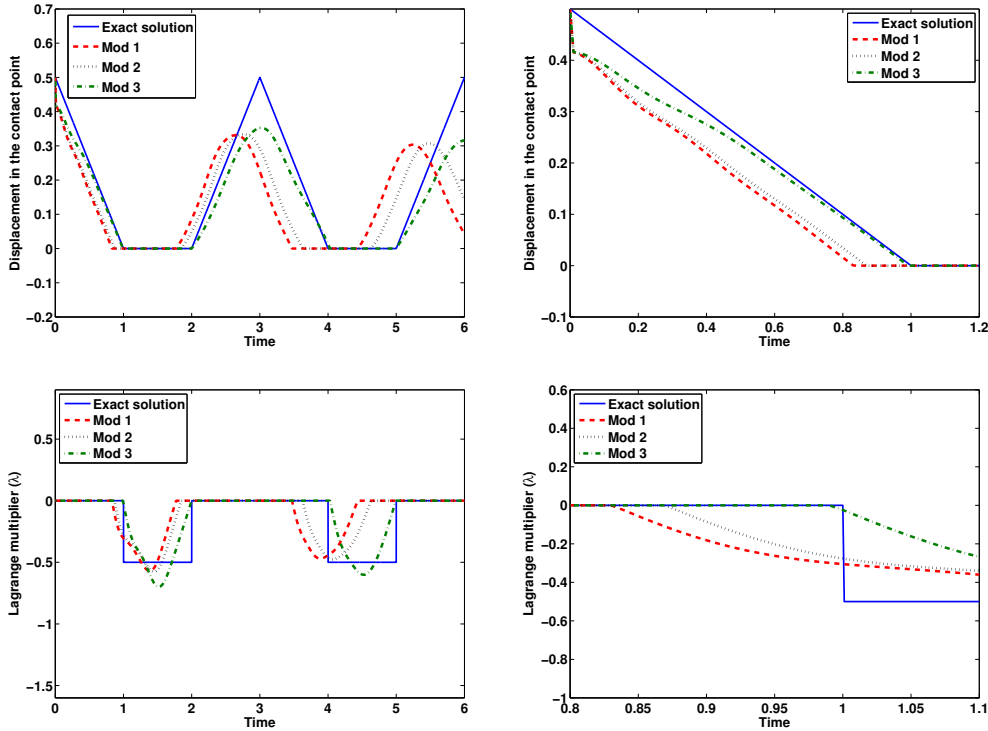 0.7
0.6
0.5
0.4
0.3
0.2
0.1
0
−0.1
−0.2
Displacement in the contact point
Exact solution
Mod 1
Mod 2
Mod 3
0 1 2 3 4 5 6
Time
0.4
0.3
0.2
0.1
0
−0.1
Displacement in the contact point
Exact solution
Mod 1
Mod 2
Mod 3
0 0.2 0.4 0.6 0.8 1 1.2
Time
0.5
0
−0.5
−1
−1.5
Lagrange multiplier (λ)
Exact solution
Mod 1
Mod 2
Mod 3
0 1 2 3 4 5 6
Time
0.6
0.4
0.2
0
−0.2
−0.4
−0.6
−0.8
−1
Lagrange multiplier (λ)
Exact solution
Mod 1
Mod 2
Mod 3
0.8 0.85 0.9 0.95 1 1.05 1.1
Time